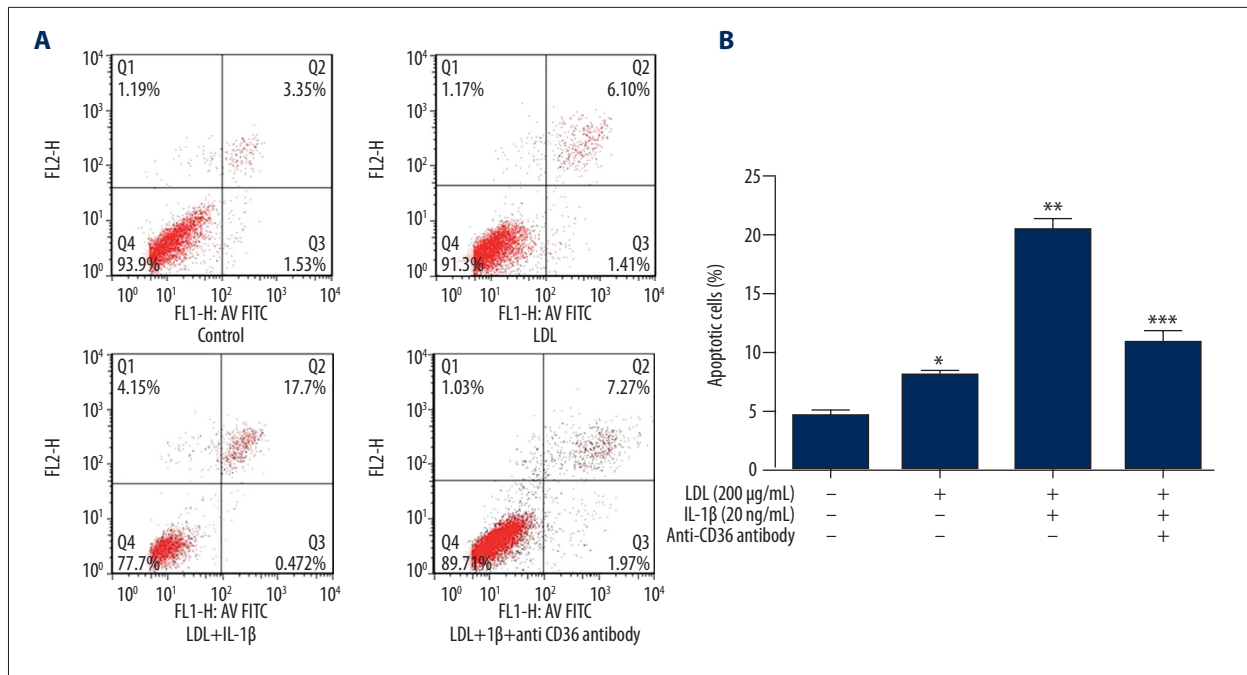 A
10⁴
10³
10²
10¹
10⁰
FL2-H
Q1
1.19%
Q2
3.35%
Q4
93.9%
Q3
1.53%
10⁰ 10¹ 10² 10³ 10⁴
FL1-H: AV FITC
Control
10⁴
10³
10²
10¹
10⁰
FL2-H
Q1
1.17%
Q2
6.10%
Q4
91.3%
Q3
1.41%
10⁰ 10¹ 10² 10³ 10⁴
FL1-H: AV FITC
LDL
10⁴
10³
10²
10¹
10⁰
FL2-H
Q1
4.15%
Q2
17.7%
Q4
77.7%
Q3
0.472%
10⁰ 10¹ 10² 10³ 10⁴
FL1-H: AV FITC
LDL+IL-1β
10⁴
10³
10²
10¹
10⁰
FL2-H
Q1
1.03%
Q2
7.27%
Q4
89.71%
Q3
1.97%
10⁰ 10¹ 10² 10³ 10⁴
FL1-H: AV FITC
LDL+1β+anti CD36 antibody
B
Apoptotic cells (%)
25
20
15
10
5
0
*
**
***
LDL (200 µg/mL) – + + +
IL-1β (20 ng/mL) – – + +
Anti-CD36 antibody – – – +